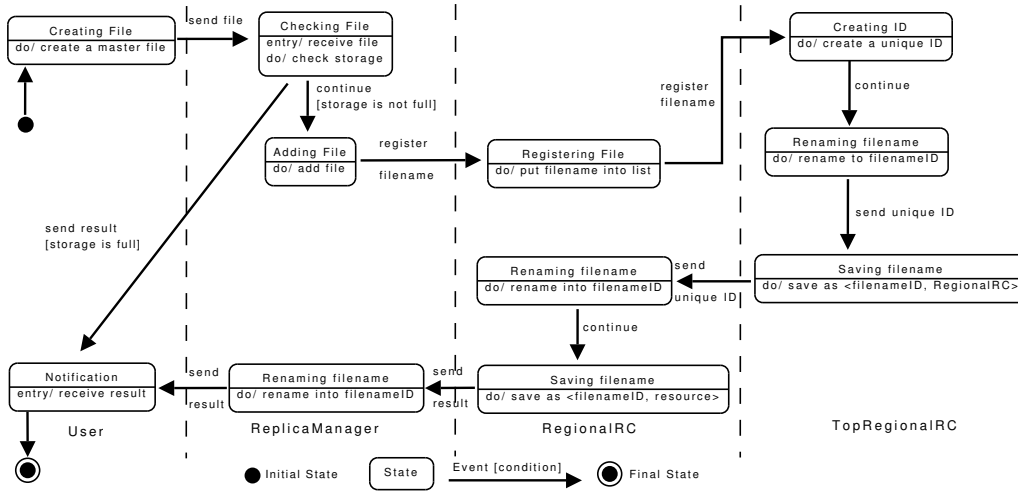 Creating File
do/ create a master file
send file
Checking File
entry/ receive file
do/ check storage
continue
[storage is not full]
Adding File
do/ add file
register
filename
Registering File
do/ put filename into list
register
filename
Creating ID
do/ create a unique ID
continue
Renaming filename
do/ rename to filenameID
send unique ID
Saving filename
do/ save as <filenameID, RegionalRC>
send
unique ID
Renaming filename
do/ rename into filenameID
continue
Saving filename
do/ save as <filenameID, resource>
send
result
Renaming filename
do/ rename into filenameID
send
result
send result
[storage is full]
Notification
entry/ receive result
User
ReplicaManager
RegionalRC
TopRegionalRC
Initial State
State
Event [condition]
Final State